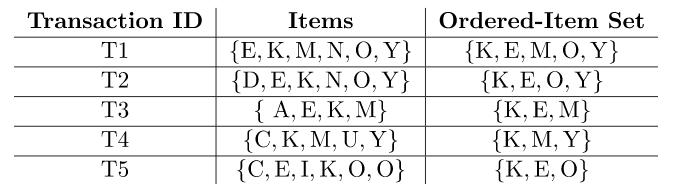 Transaction ID Items Ordered-Item Set
T1 {E, K, M, N, O, Y} {K, E, M, O, Y}
T2 {D, E, K, N, O, Y} {K, E, O, Y}
T3 { A, E, K, M} {K, E, M}
T4 {C, K, M, U, Y} {K, M, Y}
T5 {C, E, I, K, O, O} {K, E, O}